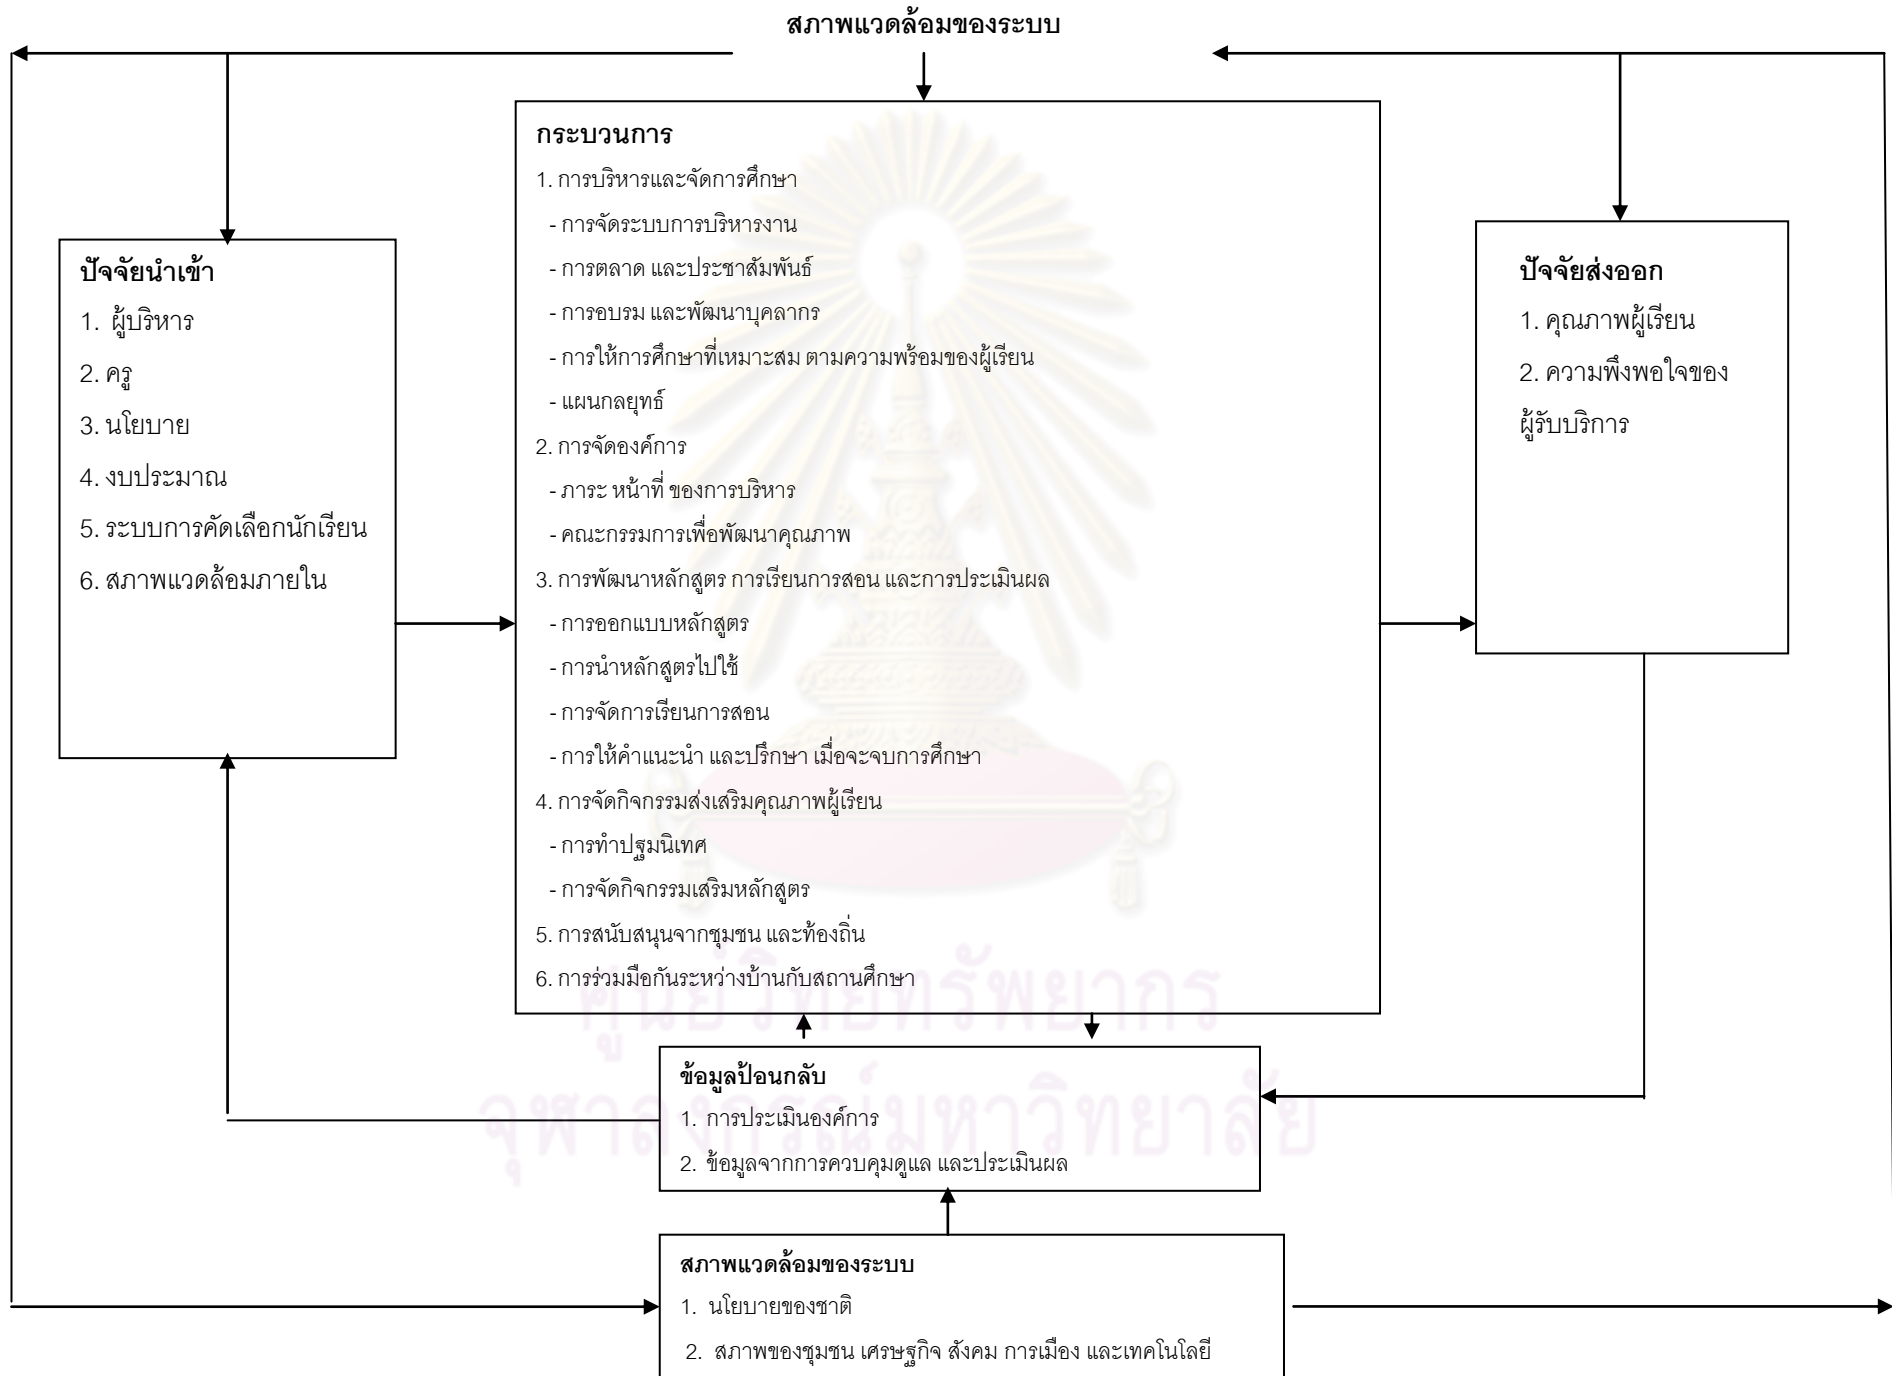 สภาพแวดล้อมของระบบ
ปัจจัยนำเข้า
1. ผู้บริหาร
2. ครู
3. นโยบาย
4. งบประมาณ
5. ระบบการคัดเลือกนักเรียน
6. สภาพแวดล้อมภายใน
กระบวนการ
1. การบริหารและจัดการศึกษา
- การจัดระบบการบริหารงาน
- การตลาด และประชาสัมพันธ์
- การอบรม และพัฒนาบุคลากร
- การให้การศึกษาที่เหมาะสม ตามความพร้อมของผู้เรียน
- แผนกลยุทธ์
2. การจัดองค์การ
- ภาระ หน้าที่ ของการบริหาร
- คณะกรรมการเพื่อพัฒนาคุณภาพ
3. การพัฒนาหลักสูตร การเรียนการสอน และการประเมินผล
- การออกแบบหลักสูตร
- การนำหลักสูตรไปใช้
- การจัดการเรียนการสอน
- การให้คำแนะนำ และปรึกษา เมื่อจะจบการศึกษา
4. การจัดกิจกรรมส่งเสริมคุณภาพผู้เรียน
- การทำปฐมนิเทศ
- การจัดกิจกรรมเสริมหลักสูตร
5. การสนับสนุนจากชุมชน และท้องถิ่น
6. การร่วมมือกันระหว่างบ้านกับสถานศึกษา
ปัจจัยส่งออก
1. คุณภาพผู้เรียน
2. ความพึงพอใจของ
ผู้รับบริการ
ศูนย์วิทยทรัพยากร
จุฬาลงกรณ์มหาวิทยาลัย
ข้อมูลป้อนกลับ
1. การประเมินองค์การ
2. ข้อมูลจากการควบคุมดูแล และประเมินผล
สภาพแวดล้อมของระบบ
1. นโยบายของชาติ
2. สภาพของชุมชน เศรษฐกิจ สังคม การเมือง และเทคโนโลยี